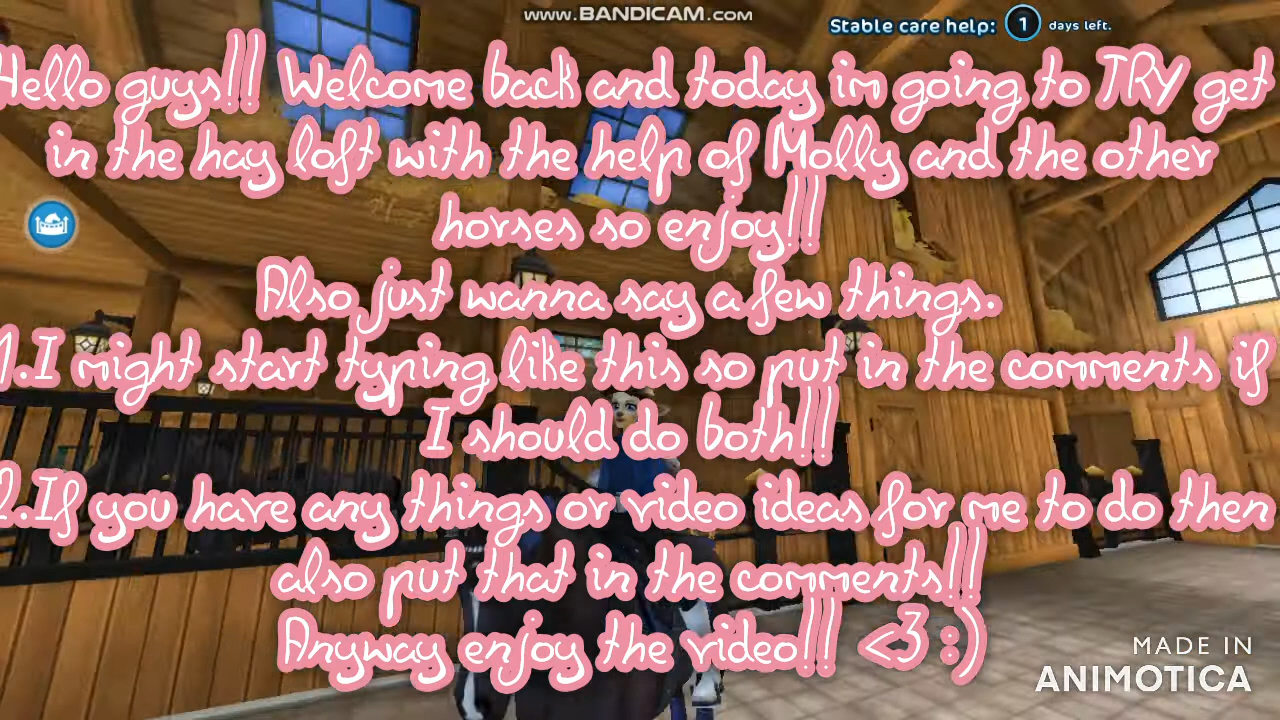 www.BANDICAM.com
Stable care help: 1 days left.
Hello guys!! Welcome back and today im going to TRY get
in the hay loft with the help of Molly and the other
horses so enjoy!!
Also just wanna say a few things.
1.I might start typing like this so put in the comments if
I should do both!!
2.If you have any things or video ideas for me to do then
also put that in the comments!!
Anyway enjoy the video!! <3 :)
MADE IN
ANIMOTICA